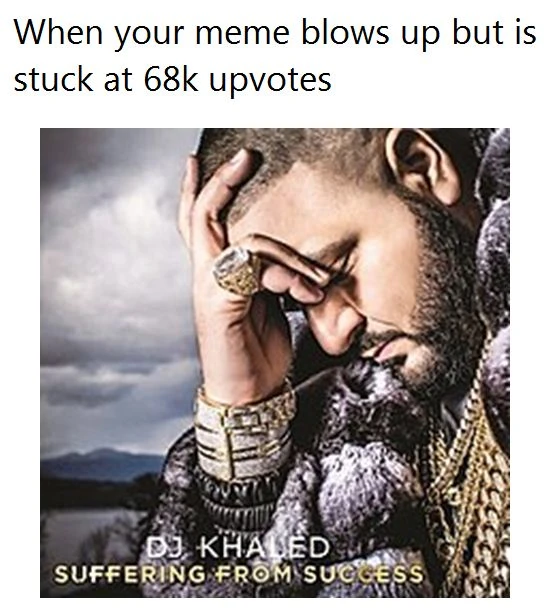 When your meme blows up but is
stuck at 68k upvotes
DJ KHALED
SUFFERING FROM SUCCESS